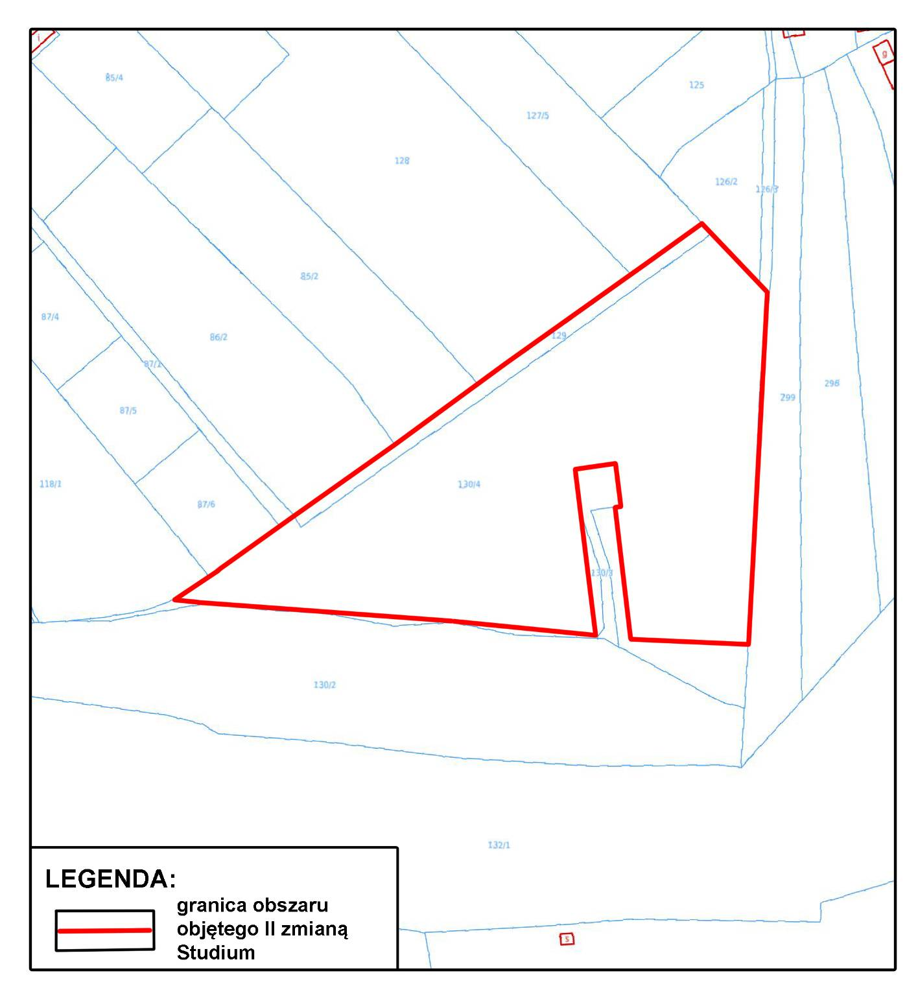 i
g
85/4
125
127/5
128
126/2
126/3
85/2
87/4
86/2
129
87/1
298
299
87/5
118/1
130/4
87/6
130/3
130/2
132/1
LEGENDA:
granica obszaru
objętego II zmianą
Studium
s